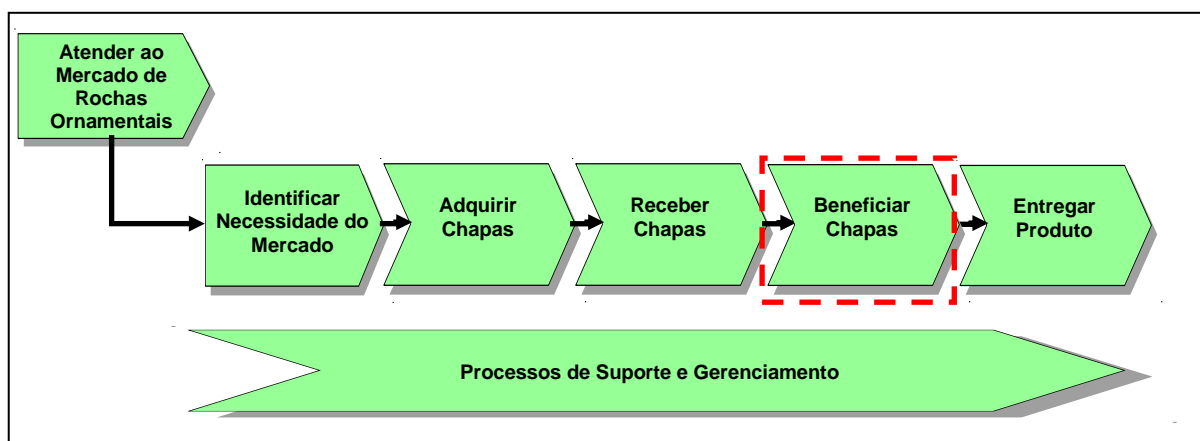 Atender ao
Mercado de
Rochas
Ornamentais
Identificar
Necessidade do
Mercado
Adquirir
Chapas
Receber
Chapas
Beneficiar
Chapas
Entregar
Produto
Processos de Suporte e Gerenciamento